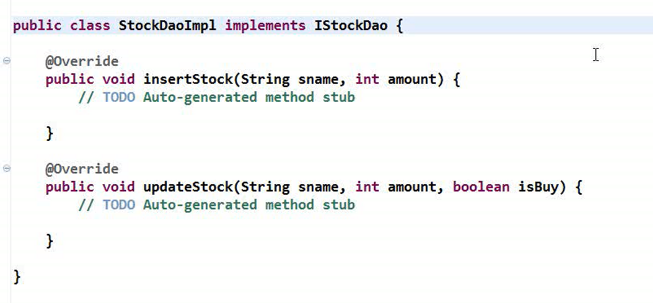 public class StockDaoImpl implements IStockDao {
@Override
public void insertStock(String sname, int amount) {
// TODO Auto-generated method stub
}
@Override
public void updateStock(String sname, int amount, boolean isBuy) {
// TODO Auto-generated method stub
}
}